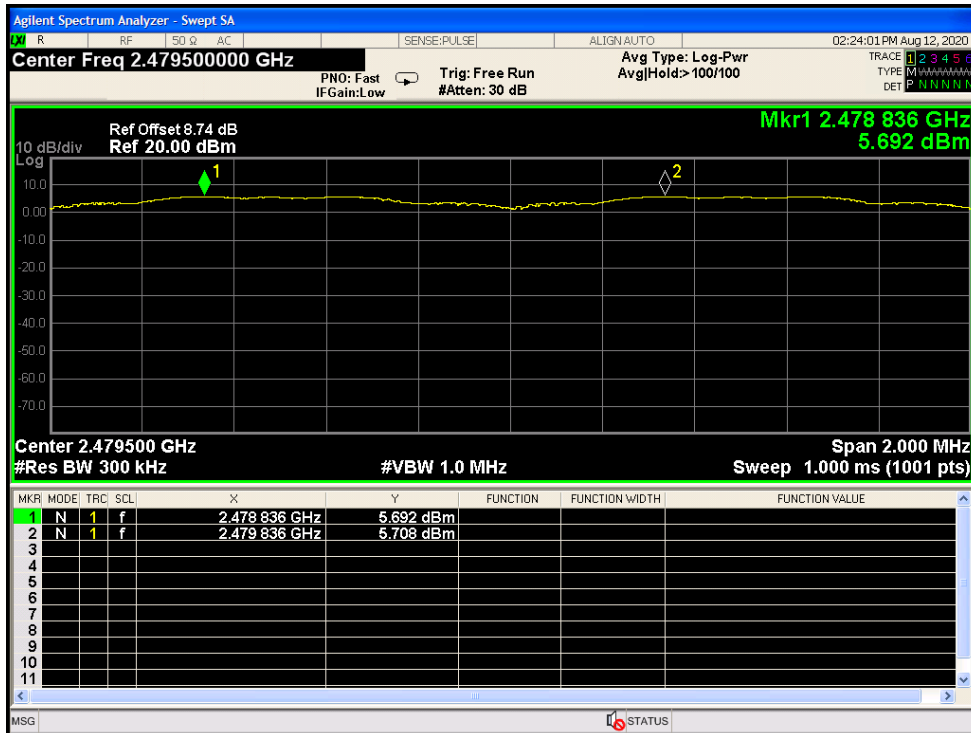 Agilent Spectrum Analyzer - Swept SA
LXI R RF 50 Ω AC SENSE:PULSE ALIGN AUTO 02:24:01 PM Aug 12, 2020
Center Freq 2.479500000 GHz
PNO: Fast
IFGain:Low
Trig: Free Run
#Atten: 30 dB
Avg Type: Log-Pwr
Avg|Hold:>100/100
TRACE 1 2 3 4 5 6
TYPE M
DET P N N N N N
Mkr1 2.478 836 GHz
5.692 dBm
Ref Offset 8.74 dB
10 dB/div Ref 20.00 dBm
Log
1
2
10.0
0.00
-10.0
-20.0
-30.0
-40.0
-50.0
-60.0
-70.0
Center 2.479500 GHz Span 2.000 MHz
#Res BW 300 kHz #VBW 1.0 MHz Sweep 1.000 ms (1001 pts)
MKR MODE TRC SCL X Y FUNCTION FUNCTION WIDTH FUNCTION VALUE
1 N 1 f 2.478 836 GHz 5.692 dBm
2 N 1 f 2.479 836 GHz 5.708 dBm
3
4
5
6
7
8
9
10
11
MSG STATUS